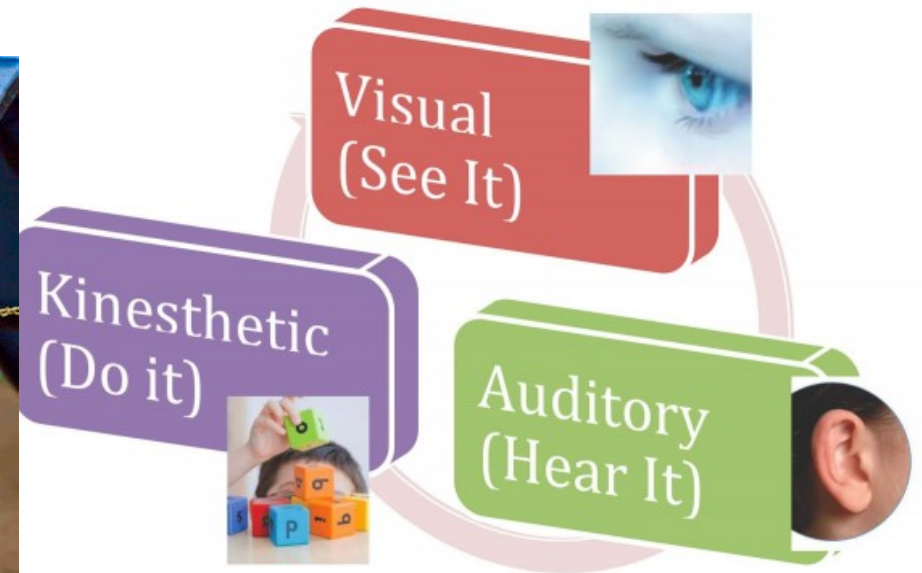 Visual
(See It)
Kinesthetic
(Do it)
Auditory
(Hear It)